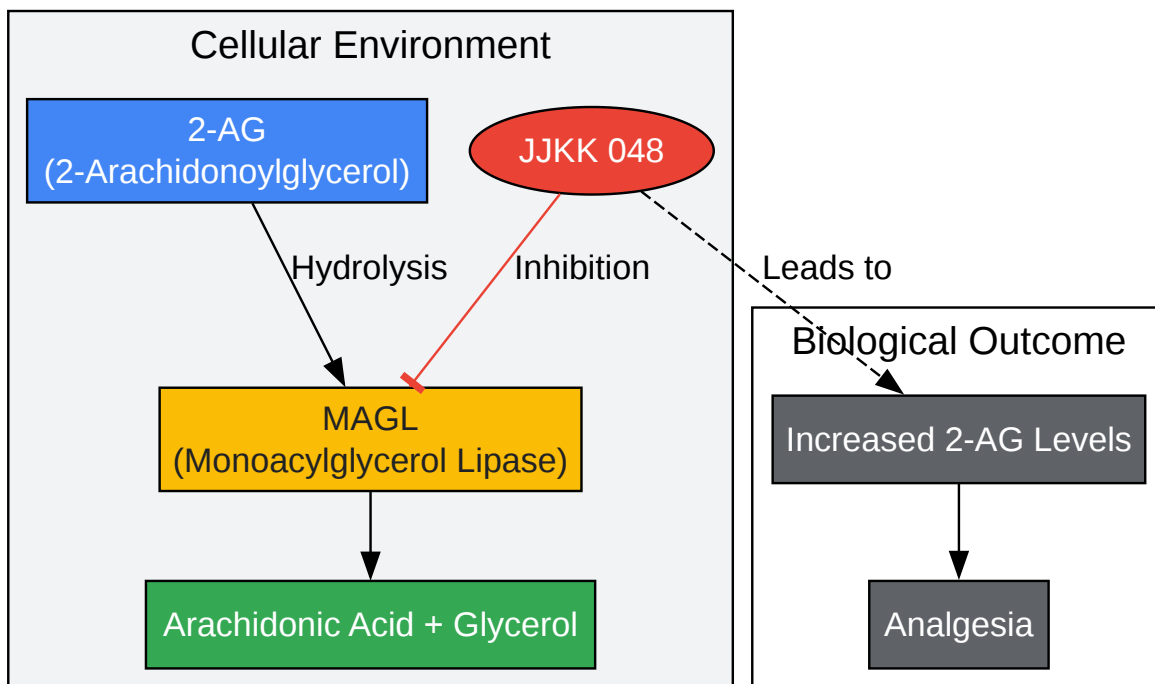 Cellular Environment
2-AG
(2-Arachidonoylglycerol)
JJKK 048
Hydrolysis
Inhibition
Leads to
MAGL
(Monoacylglycerol Lipase)
Arachidonic Acid + Glycerol
Biological Outcome
Increased 2-AG Levels
Analgesia